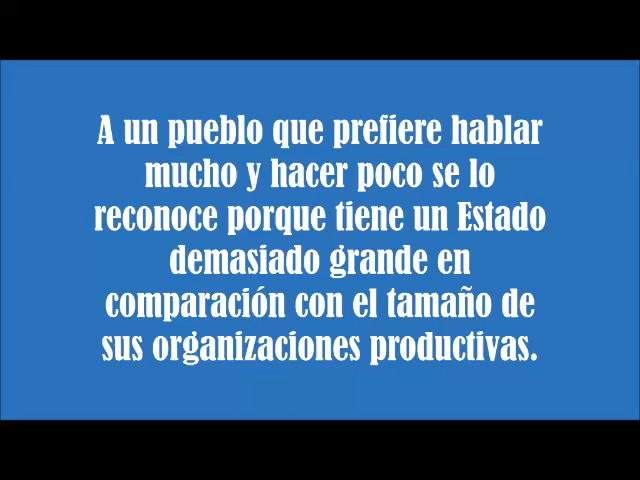 A un pueblo que prefiere hablar
mucho y hacer poco se lo
reconoce porque tiene un Estado
demasiado grande en
comparación con el tamaño de
sus organizaciones productivas.